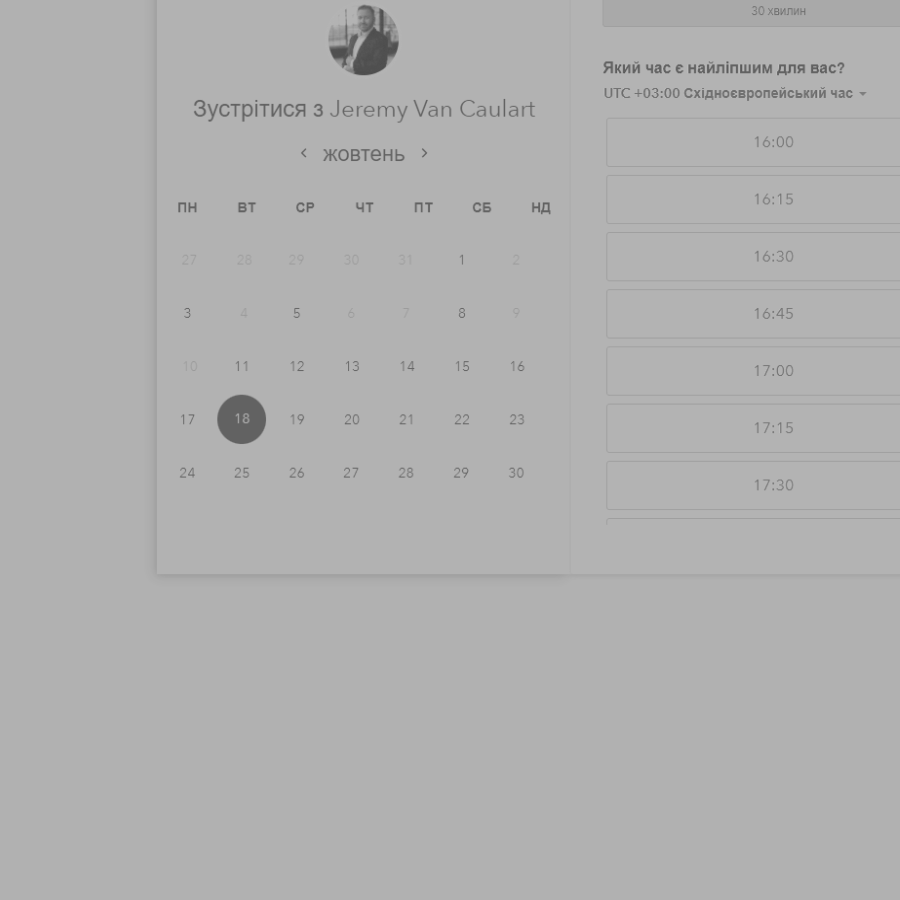 Зустрітися з Jeremy Van Caulart
жовтень
ПН ВТ СР ЧТ ПТ СБ НД
27 28 29 30 31 1 2
3 4 5 6 7 8 9
10 11 12 13 14 15 16
17 18 19 20 21 22 23
24 25 26 27 28 29 30
30 хвилин
Який час є найліпшим для вас?
UTC +03:00 Східноєвропейський час
16:00
16:15
16:30
16:45
17:00
17:15
17:30